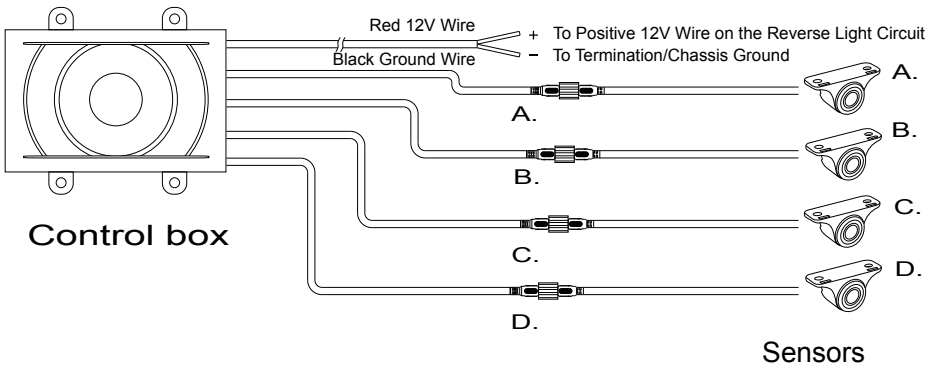 Red 12V Wire
+ To Positive 12V Wire on the Reverse Light Circuit
Black Ground Wire
− To Termination/Chassis Ground
A.
A.
B.
B.
C.
C.
D.
D.
Control box
Sensors